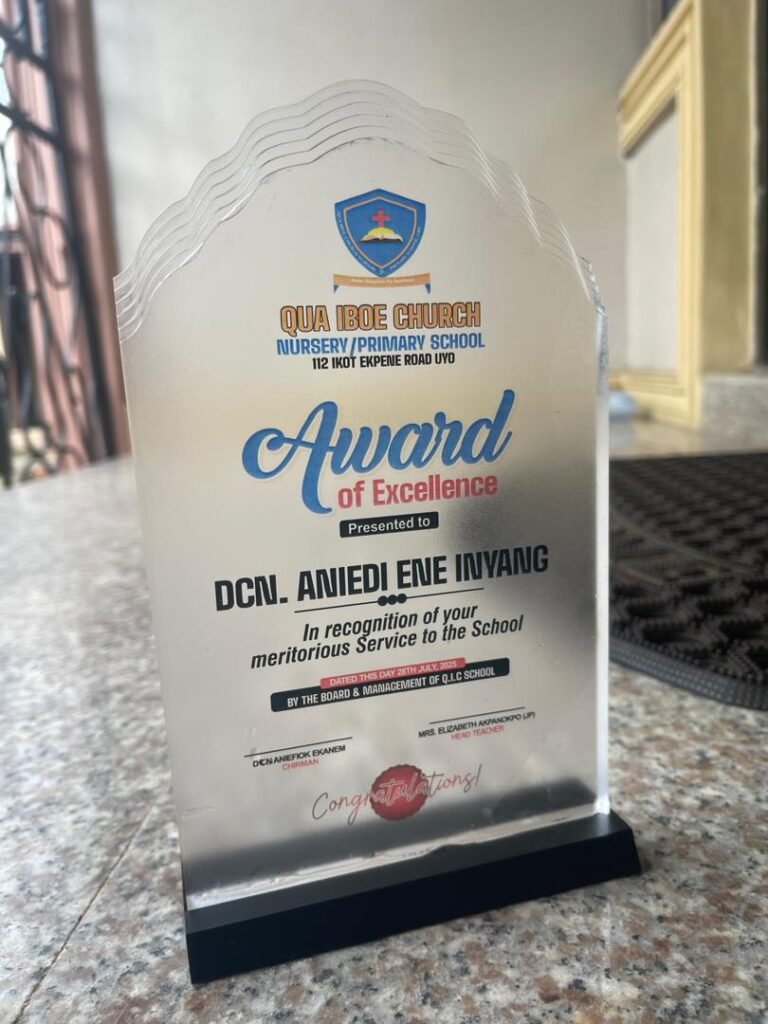 QUA IBOE CHURCH
NURSERY/PRIMARY SCHOOL
112 IKOT EKPENE ROAD UYO
Award
of Excellence
Presented to
DCN. ANIEDI ENE INYANG
In recognition of your
meritorious Service to the School
DATED THIS DAY 28TH JULY, 2025
BY THE BOARD & MANAGEMENT OF Q.I.C SCHOOL
DCN ANIEFIOK EKANEM
CHIRMAN
MRS. ELIZABETH AKPANOKPO (JP)
HEAD TEACHER
Congratulations!